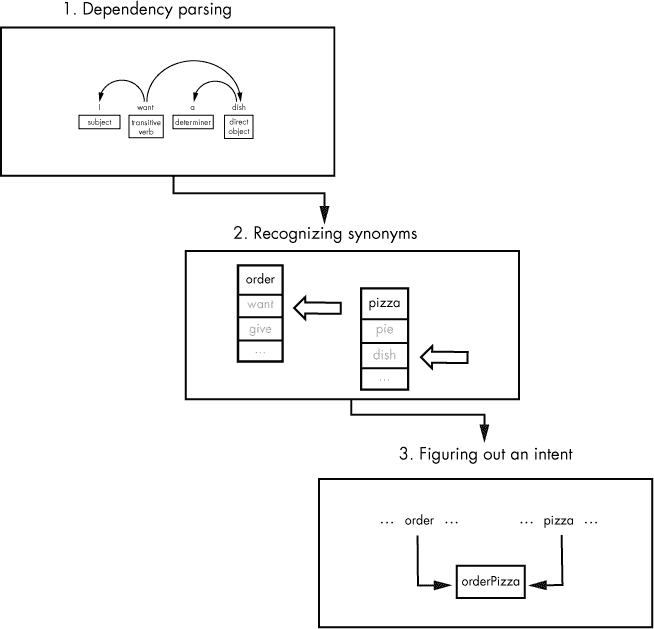 1. Dependency parsing
I want a dish
subject transitive verb determiner direct object
2. Recognizing synonyms
order
want
give
...
pizza
pie
dish
...
3. Figuring out an intent
... order ... ... pizza ...
orderPizza